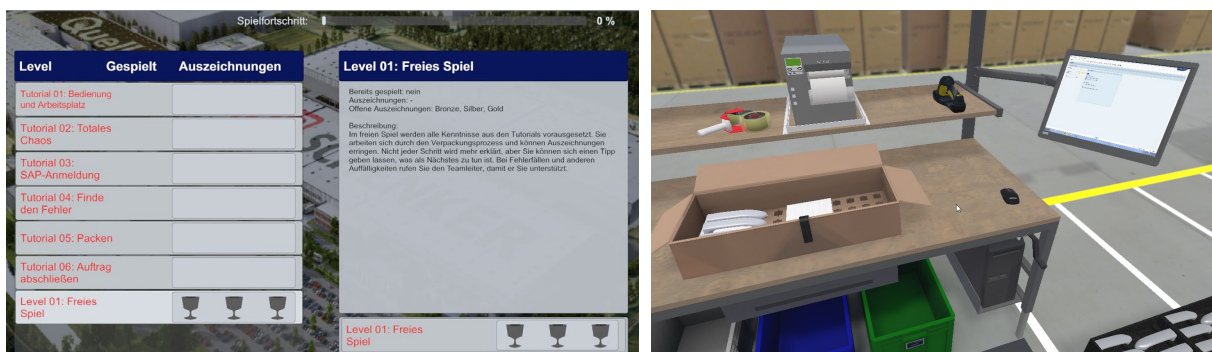 Spielfortschritt:
0 %
Quelle
Level Gespielt Auszeichnungen
Tutorial 01: Bedienung
und Arbeitsplatz
Tutorial 02: Totales
Chaos
Tutorial 03:
SAP-Anmeldung
Tutorial 04: Finde
den Fehler
Tutorial 05: Packen
Tutorial 06: Auftrag
abschließen
Level 01: Freies
Spiel
Level 01: Freies Spiel
Bereits gespielt: nein
Auszeichnungen: -
Offene Auszeichnungen: Bronze, Silber, Gold
Beschreibung:
Im freien Spiel werden alle Kenntnisse aus den Tutorials vorausgesetzt. Sie
arbeiten sich durch den Verpackungsprozess und können Auszeichnungen
erringen. Nicht jeder Schritt wird mehr erklärt, aber Sie können sich einen Tipp
geben lassen, was als Nächstes zu tun ist. Bei Fehlerfällen und anderen
Auffälligkeiten rufen Sie den Teamleiter, damit er Sie unterstützt.
Level 01: Freies
Spiel